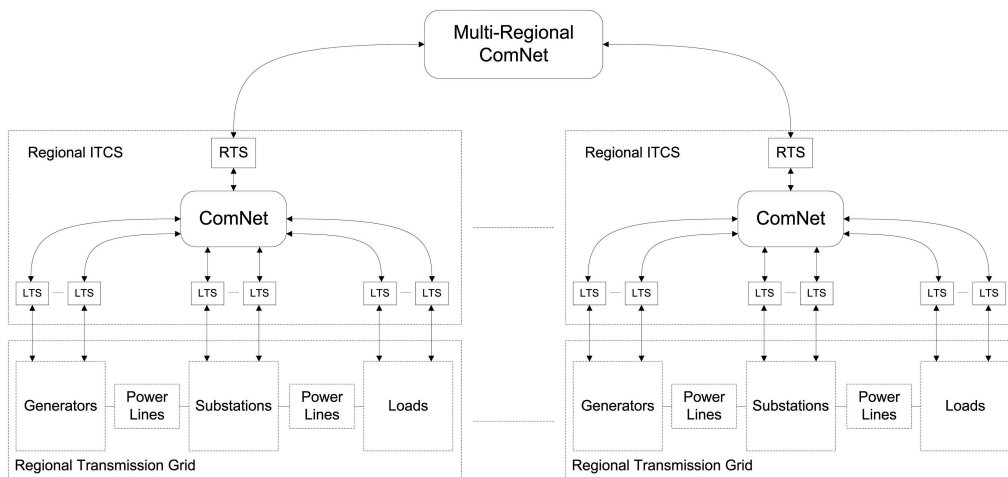 Multi-Regional
ComNet
Regional ITCS
RTS
Regional ITCS
RTS
ComNet
ComNet
LTS
LTS
LTS
LTS
LTS
LTS
LTS
LTS
LTS
LTS
LTS
LTS
Generators
Power
Lines
Substations
Power
Lines
Loads
Generators
Power
Lines
Substations
Power
Lines
Loads
Regional Transmission Grid
Regional Transmission Grid